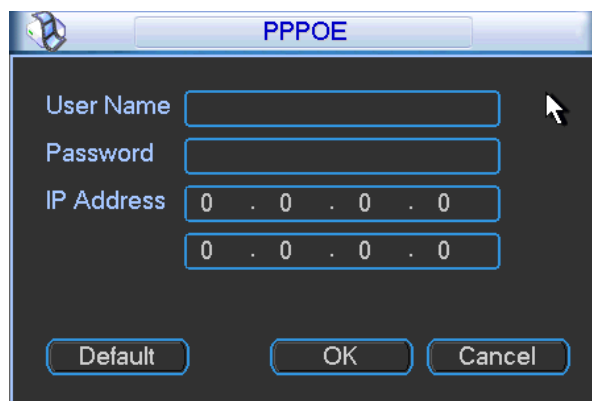 PPPOE
User Name
Password
IP Address 0 . 0 . 0 . 0
0 . 0 . 0 . 0
Default OK Cancel